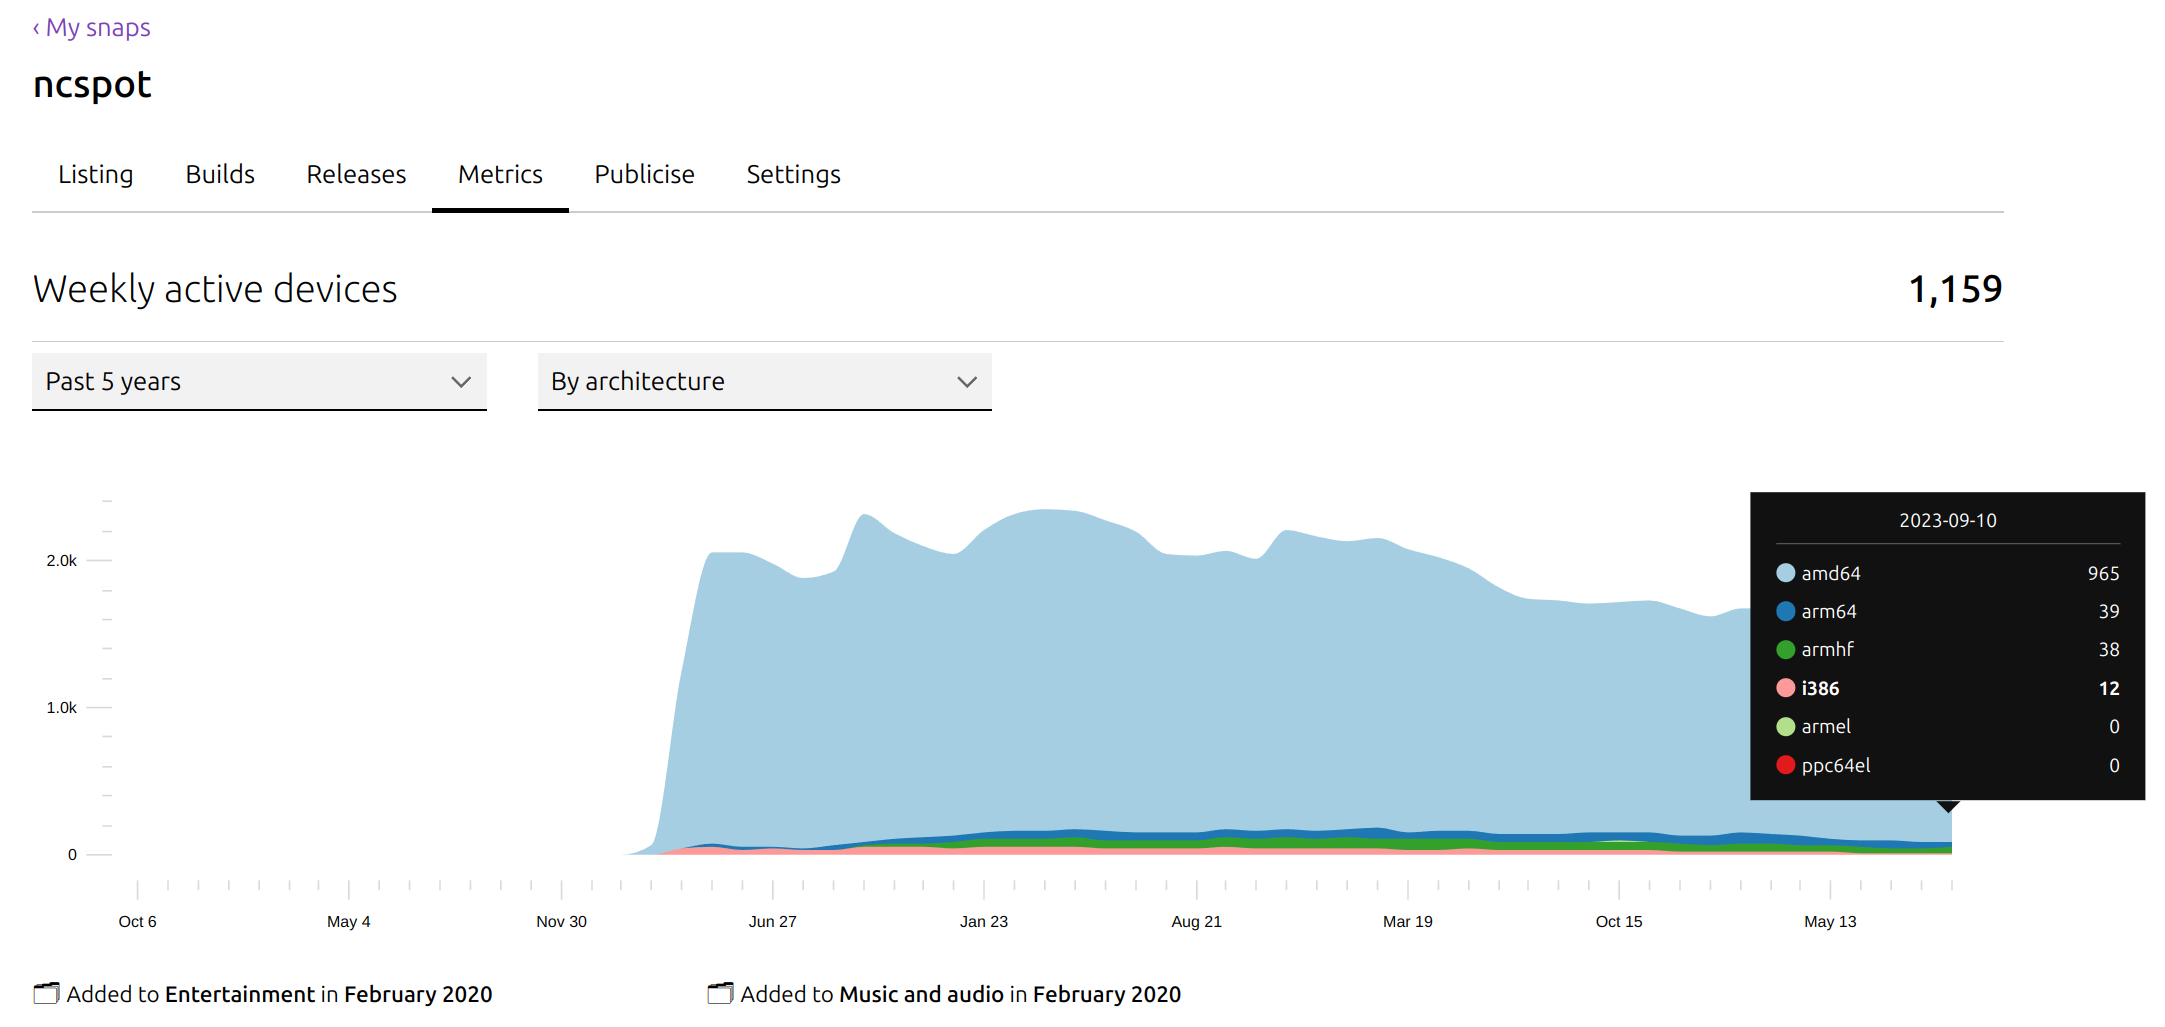 ‹ My snaps
ncspot
Listing Builds Releases Metrics Publicise Settings
Weekly active devices 1,159
Past 5 years By architecture
2023-09-10
amd64 965
arm64 39
armhf 38
i386 12
armel 0
ppc64el 0
2.0k
1.0k
0
Oct 6 May 4 Nov 30 Jun 27 Jan 23 Aug 21 Mar 19 Oct 15 May 13
Added to Entertainment in February 2020 Added to Music and audio in February 2020